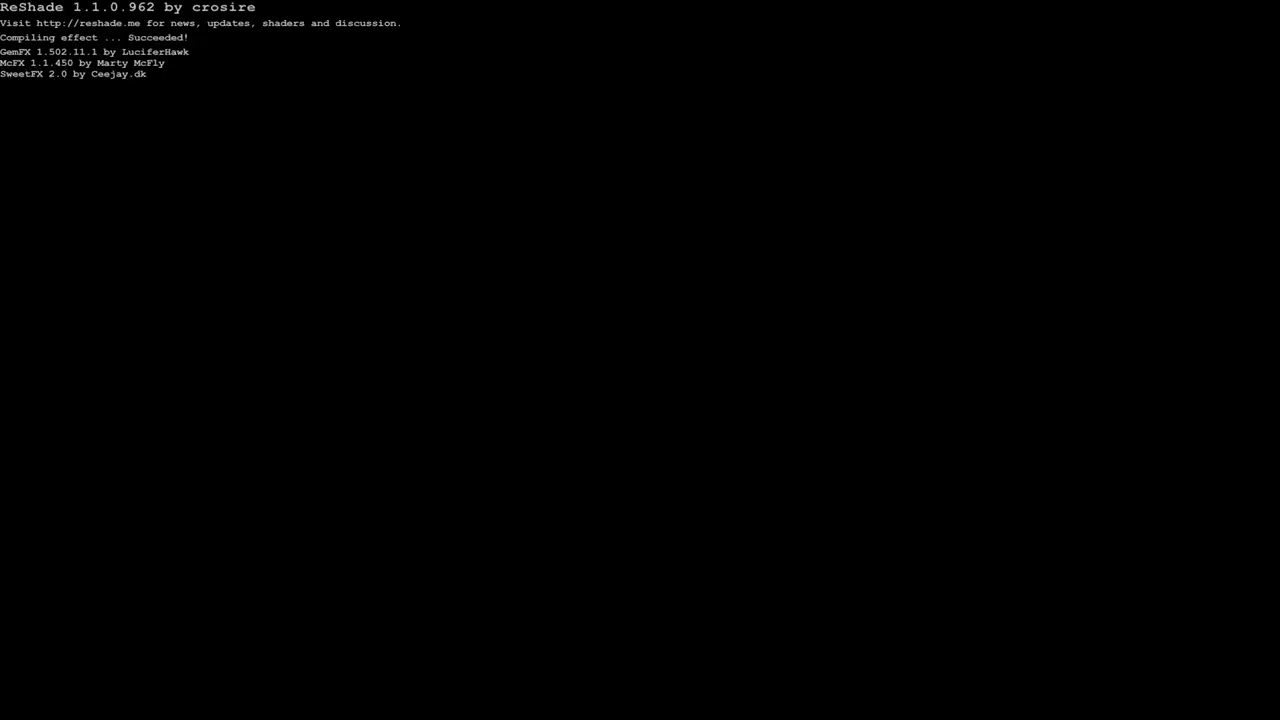 ReShade 1.1.0.962 by crosire
Visit http://reshade.me for news, updates, shaders and discussion.
Compiling effect ... Succeeded!
GemFX 1.502.11.1 by LuciferHawk
McFX 1.1.450 by Marty McFly
SweetFX 2.0 by Ceejay.dk